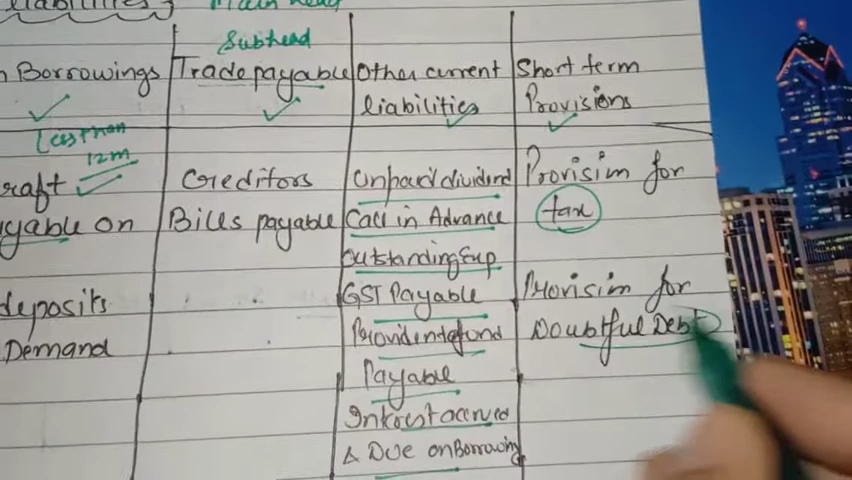 Main head
Subhead
Borrowings
Trade payable
Other current
liabilities
Short term
Provisions
Less than
12m
raft
yable on
deposits
Demand
Creditors
Bills payable
Unpaid dividend
Call in Advance
Outstanding Exp
GST Payable
Provident fund
Payable
Interest accrued
& Due on Borrowing
Provision for
tax
Provision for
Doubtful Debt